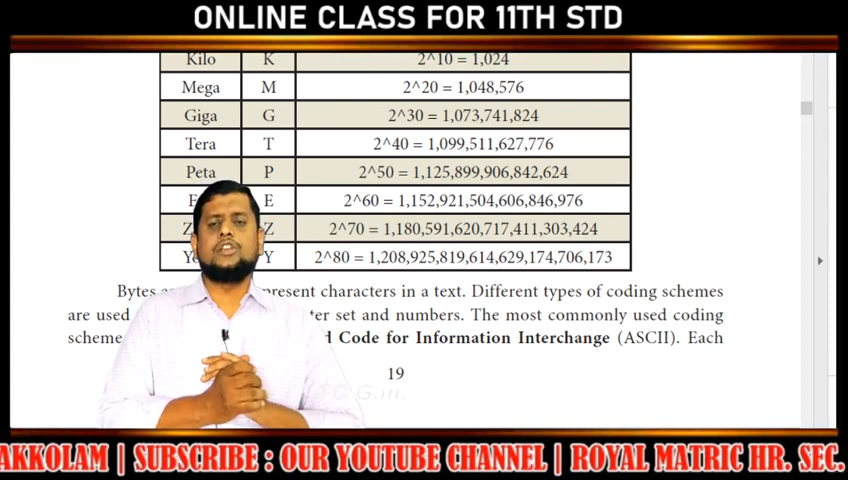 ONLINE CLASS FOR 11TH STD
Kilo K 2^10 = 1,024
Mega M 2^20 = 1,048,576
Giga G 2^30 = 1,073,741,824
Tera T 2^40 = 1,099,511,627,776
Peta P 2^50 = 1,125,899,906,842,624
E E 2^60 = 1,152,921,504,606,846,976
Z Z 2^70 = 1,180,591,620,717,411,303,424
Yo Y 2^80 = 1,208,925,819,614,629,174,706,173
Bytes present characters in a text. Different types of coding schemes
are used set and numbers. The most commonly used coding
scheme Code for Information Interchange (ASCII). Each
19
AKKOLAM | SUBSCRIBE : OUR YOUTUBE CHANNEL | ROYAL MATRIC HR. SEC.